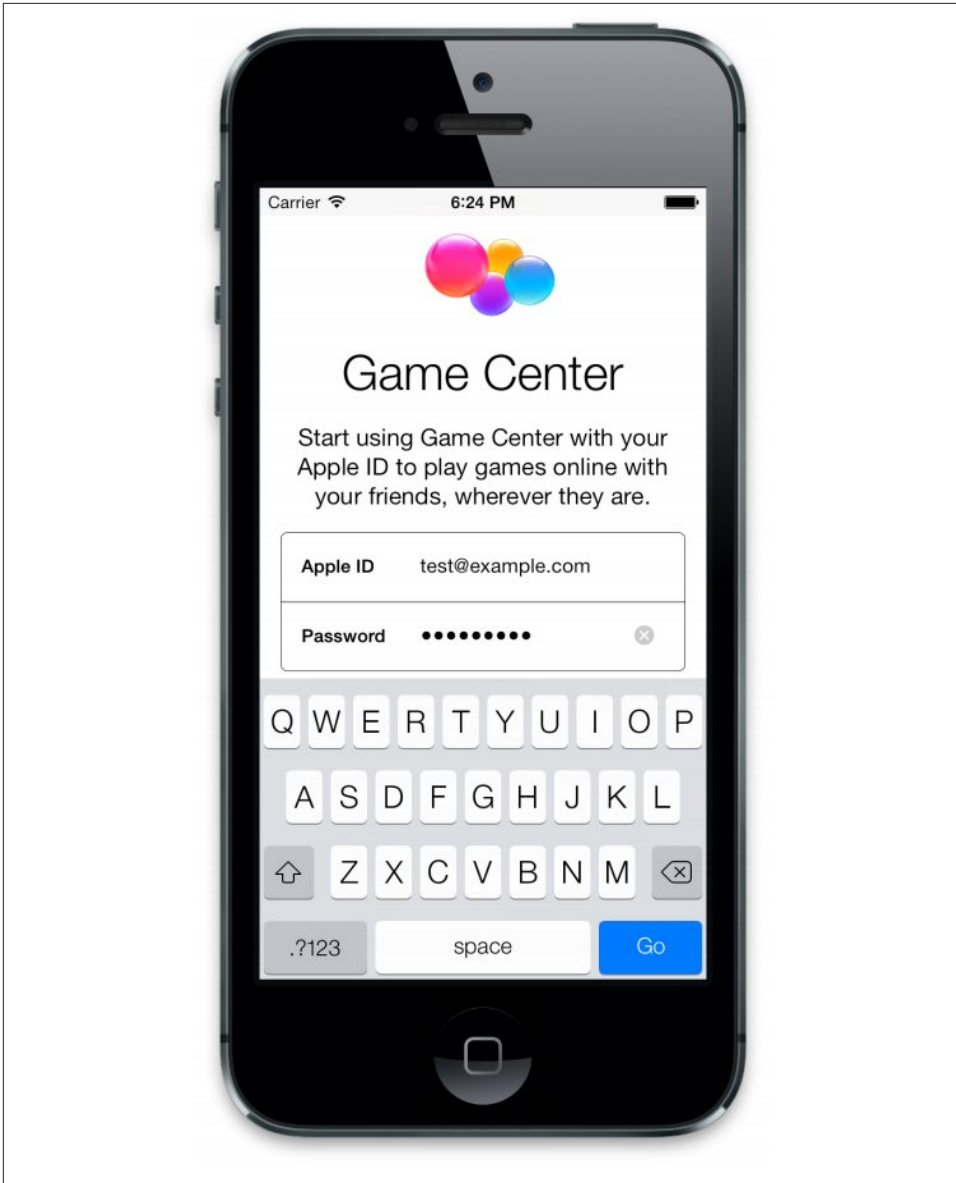 Carrier 6:24 PM
Game Center
Start using Game Center with your
Apple ID to play games online with
your friends, wherever they are.
Apple ID test@example.com
Password •••••••••
Q W E R T Y U I O P
A S D F G H J K L
Z X C V B N M
.?123 space Go